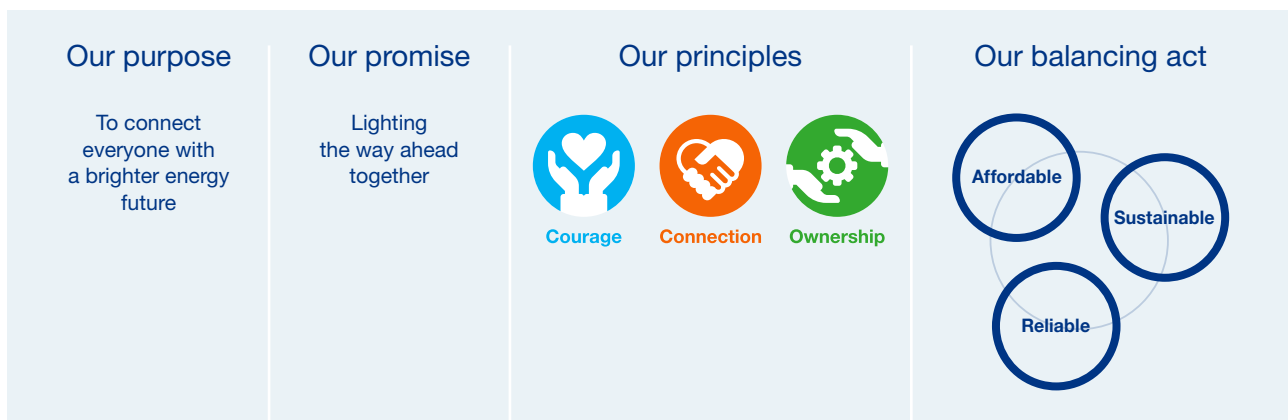 Our purpose
To connect
everyone with
a brighter energy
future
Our promise
Lighting
the way ahead
together
Our principles
Courage
Connection
Ownership
Our balancing act
Affordable
Sustainable
Reliable